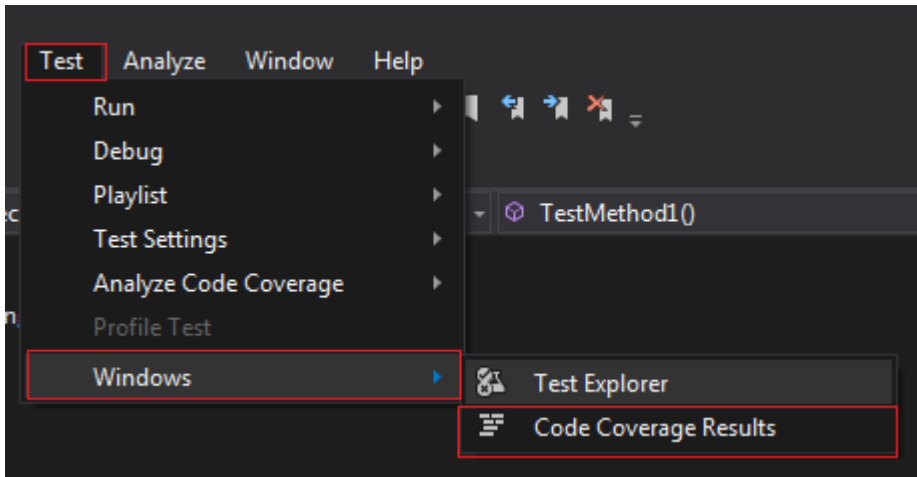 Test Analyze Window Help
Run
Debug
Playlist
TestMethod1()
Test Settings
Analyze Code Coverage
Profile Test
Windows
Test Explorer
Code Coverage Results